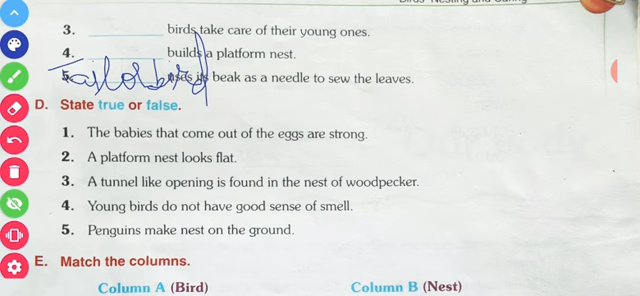 3. ________ birds take care of their young ones.
4. ________ builds a platform nest.
5. Tailorbird uses its beak as a needle to sew the leaves.
D. State true or false.
1. The babies that come out of the eggs are strong.
2. A platform nest looks flat.
3. A tunnel like opening is found in the nest of woodpecker.
4. Young birds do not have good sense of smell.
5. Penguins make nest on the ground.
E. Match the columns.
Column A (Bird) Column B (Nest)